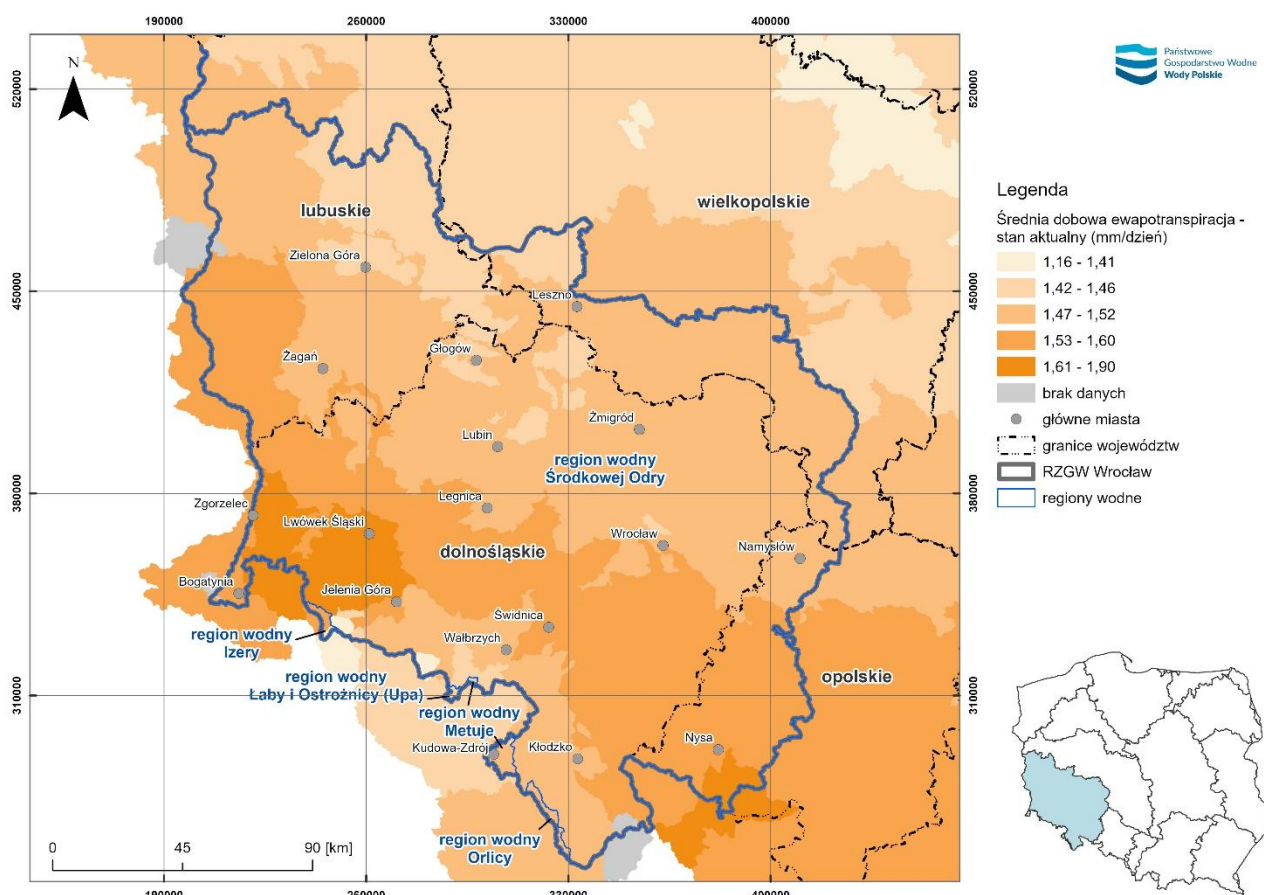 190000
260000
330000
400000
N
520000
520000
450000
450000
380000
380000
310000
310000
190000
260000
330000
400000
lubuskie
wielkopolskie
Zielona Góra
Leszno
Żagań
Głogów
Żmigród
Lubin
region wodny
Środkowej Odry
Zgorzelec
Legnica
Lwówek Śląski
dolnośląskie
Wrocław
Namysłów
Bogatynia
Jelenia Góra
Świdnica
Wałbrzych
region wodny
Izery
region wodny
Łaby i Ostrożnicy (Upa)
opolskie
region wodny
Metuje
Kudowa-Zdrój
Kłodzko
Nysa
region wodny
Orlicy
0
45
90 [km]
Państwowe
Gospodarstwo Wodne
Wody Polskie
Legenda
Średnia dobowa ewapotranspiracja -
stan aktualny (mm/dzień)
1,16 - 1,41
1,42 - 1,46
1,47 - 1,52
1,53 - 1,60
1,61 - 1,90
brak danych
główne miasta
granice województw
RZGW Wrocław
regiony wodne